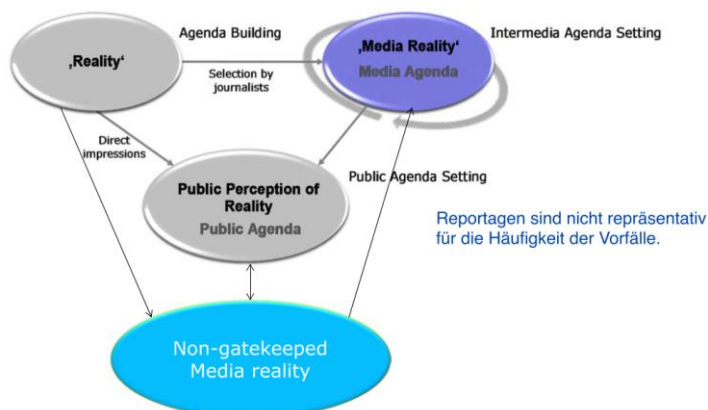 Agenda Building
‚Reality‘
‚Media Reality‘
Media Agenda
Intermedia Agenda Setting
Selection by
journalists
Direct
impressions
Public Agenda Setting
Public Perception of
Reality
Public Agenda
Reportagen sind nicht repräsentativ
für die Häufigkeit der Vorfälle.
Non-gatekeeped
Media reality